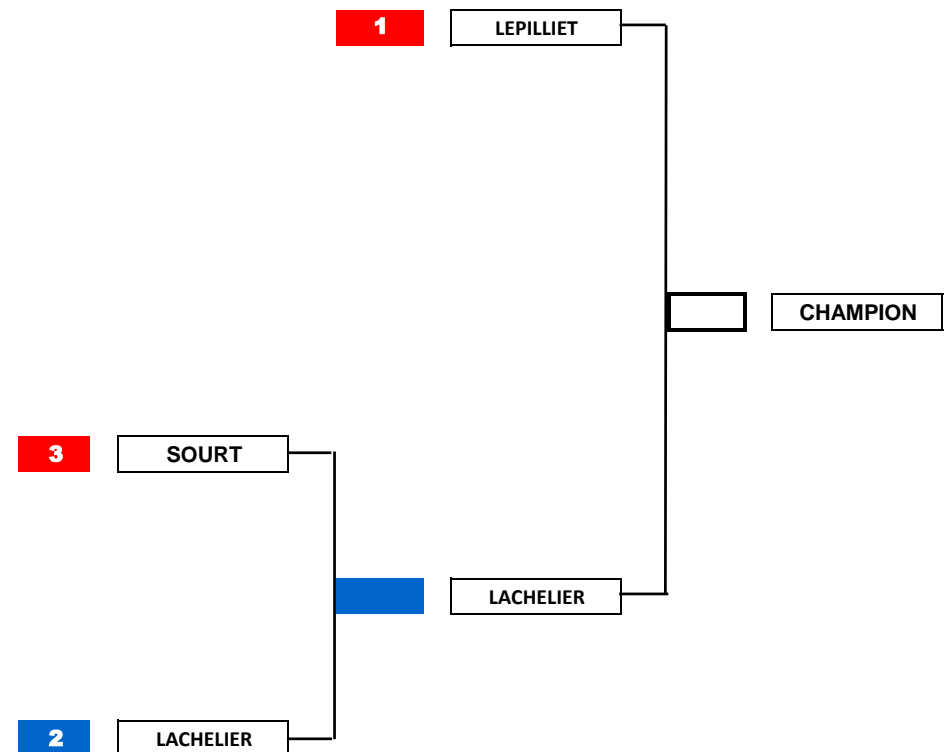 1 LEPILLIET
CHAMPION
3 SOURT
LACHELIER
2 LACHELIER